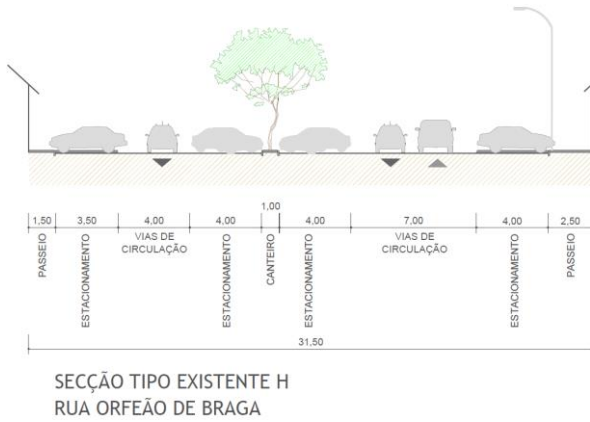 1,50
3,50
4,00
4,00
1,00
4,00
7,00
4,00
2,50
PASSEIO
ESTACIONAMENTO
VIAS DE
CIRCULAÇÃO
ESTACIONAMENTO
CANTEIRO
ESTACIONAMENTO
VIAS DE
CIRCULAÇÃO
ESTACIONAMENTO
PASSEIO
31,50
SECÇÃO TIPO EXISTENTE H
RUA ORFEÃO DE BRAGA